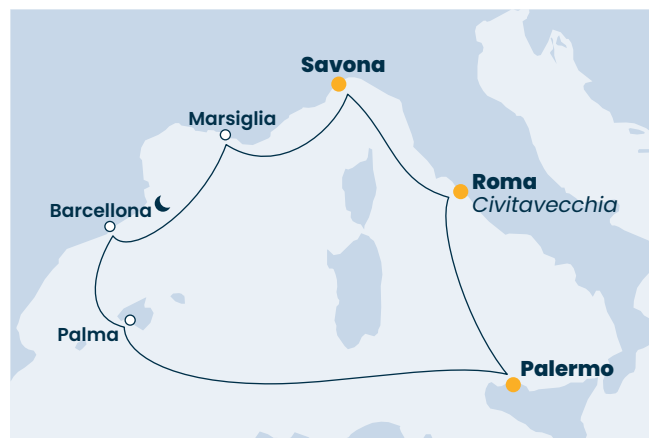 Savona
Marsiglia
Roma
Civitavecchia
Barcellona
Palma
Palermo